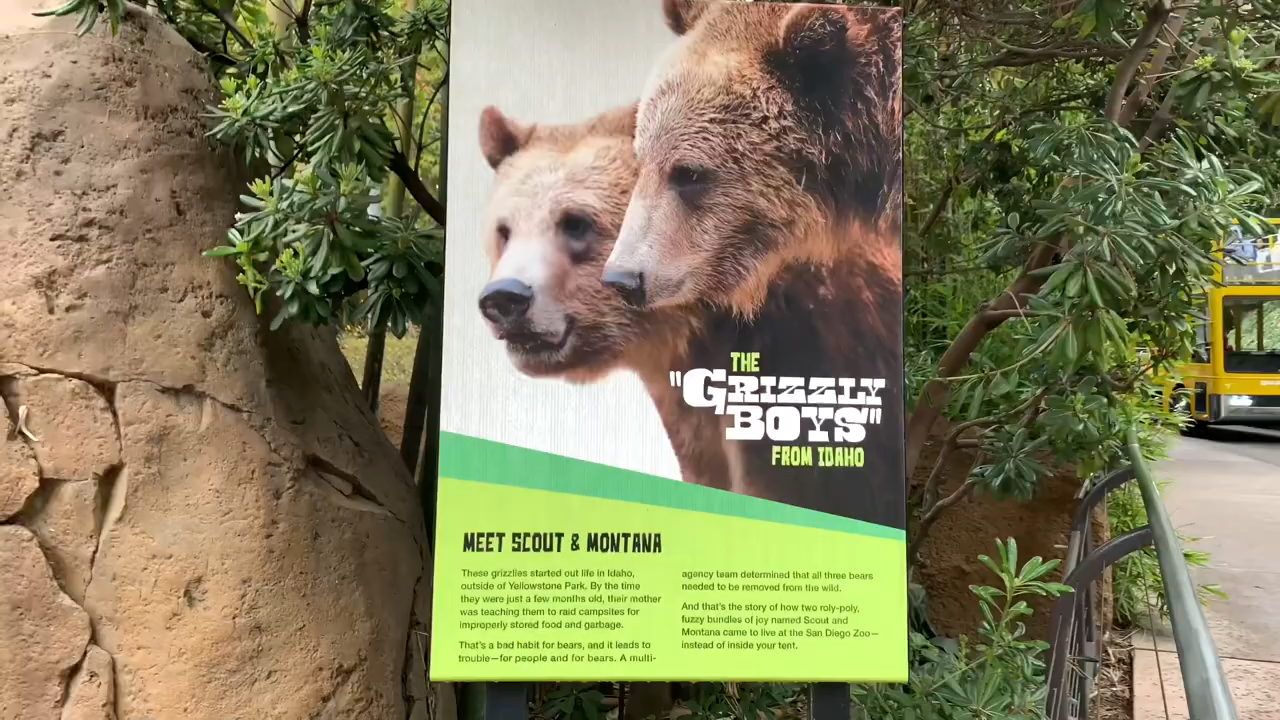 THE
"GRIZZLY
BOYS"
FROM IDAHO
MEET SCOUT & MONTANA
These grizzlies started out life in Idaho,
outside of Yellowstone Park. By the time
they were just a few months old, their mother
was teaching them to raid campsites for
improperly stored food and garbage.
That's a bad habit for bears, and it leads to
trouble—for people and for bears. A multi-
agency team determined that all three bears
needed to be removed from the wild.
And that's the story of how two roly-poly,
fuzzy bundles of joy named Scout and
Montana came to live at the San Diego Zoo—
instead of inside your tent.